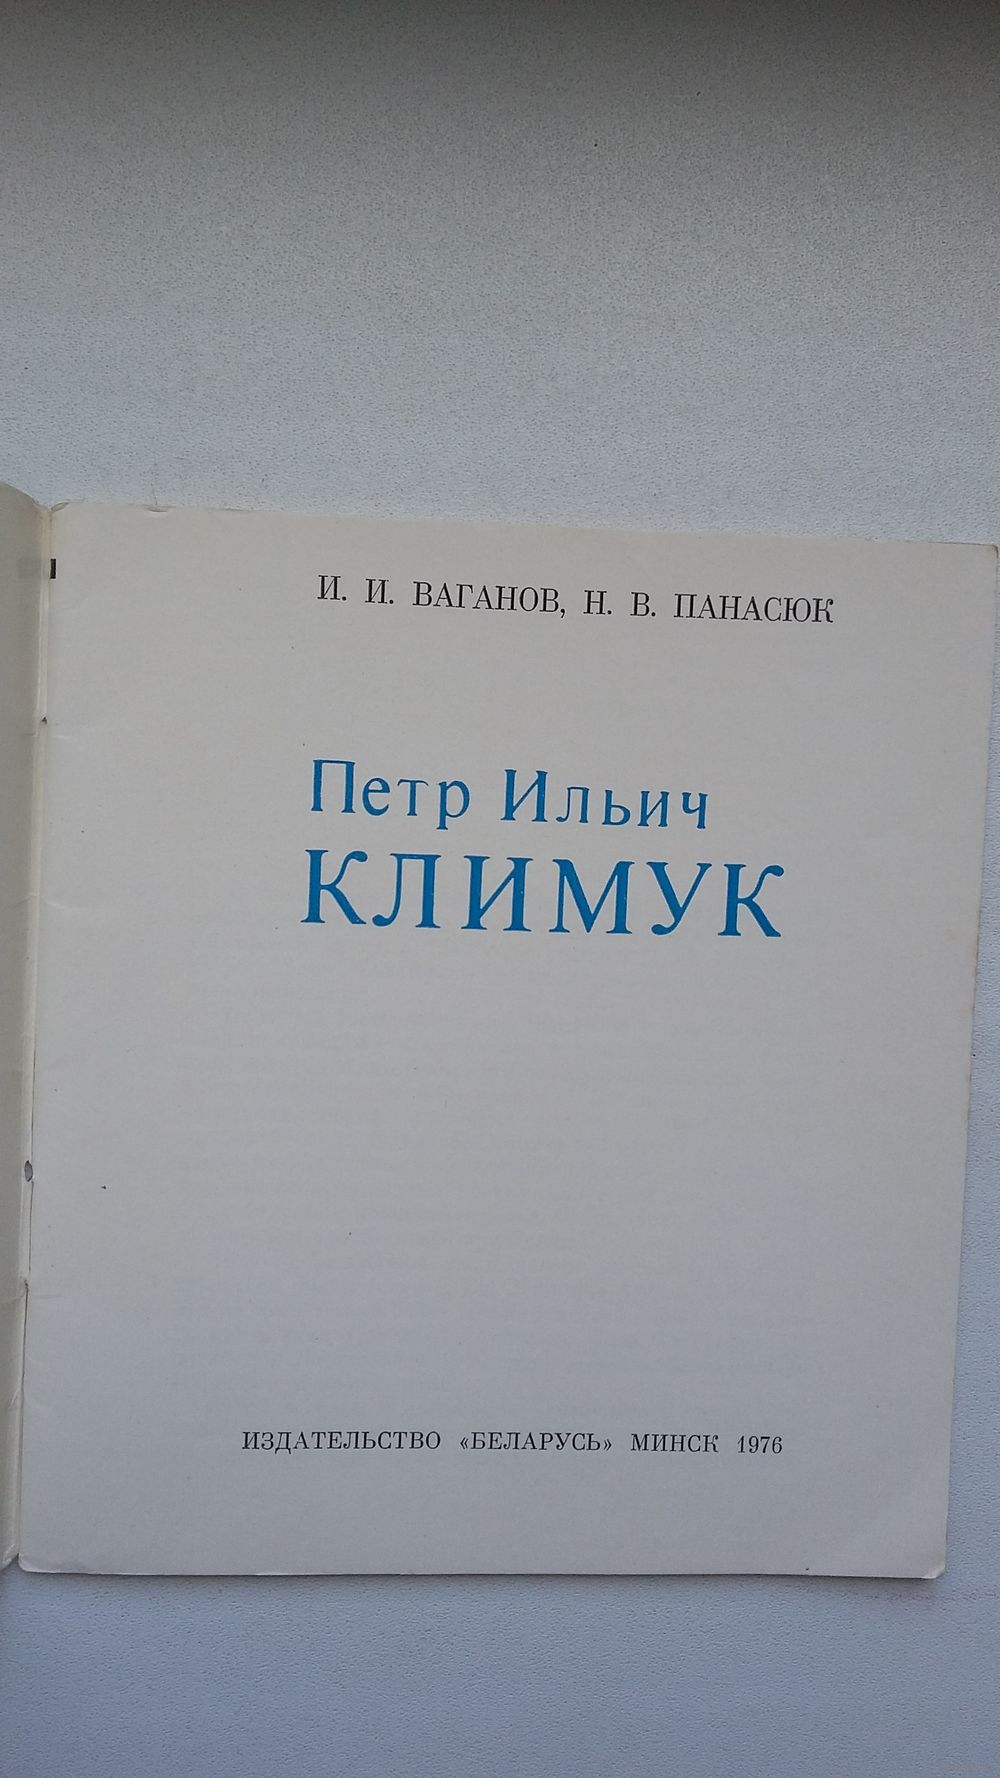 И. И. ВАГАНОВ, Н. В. ПАНАСЮК
Петр Ильич
КЛИМУК
ИЗДАТЕЛЬСТВО «БЕЛАРУСЬ» МИНСК 1976